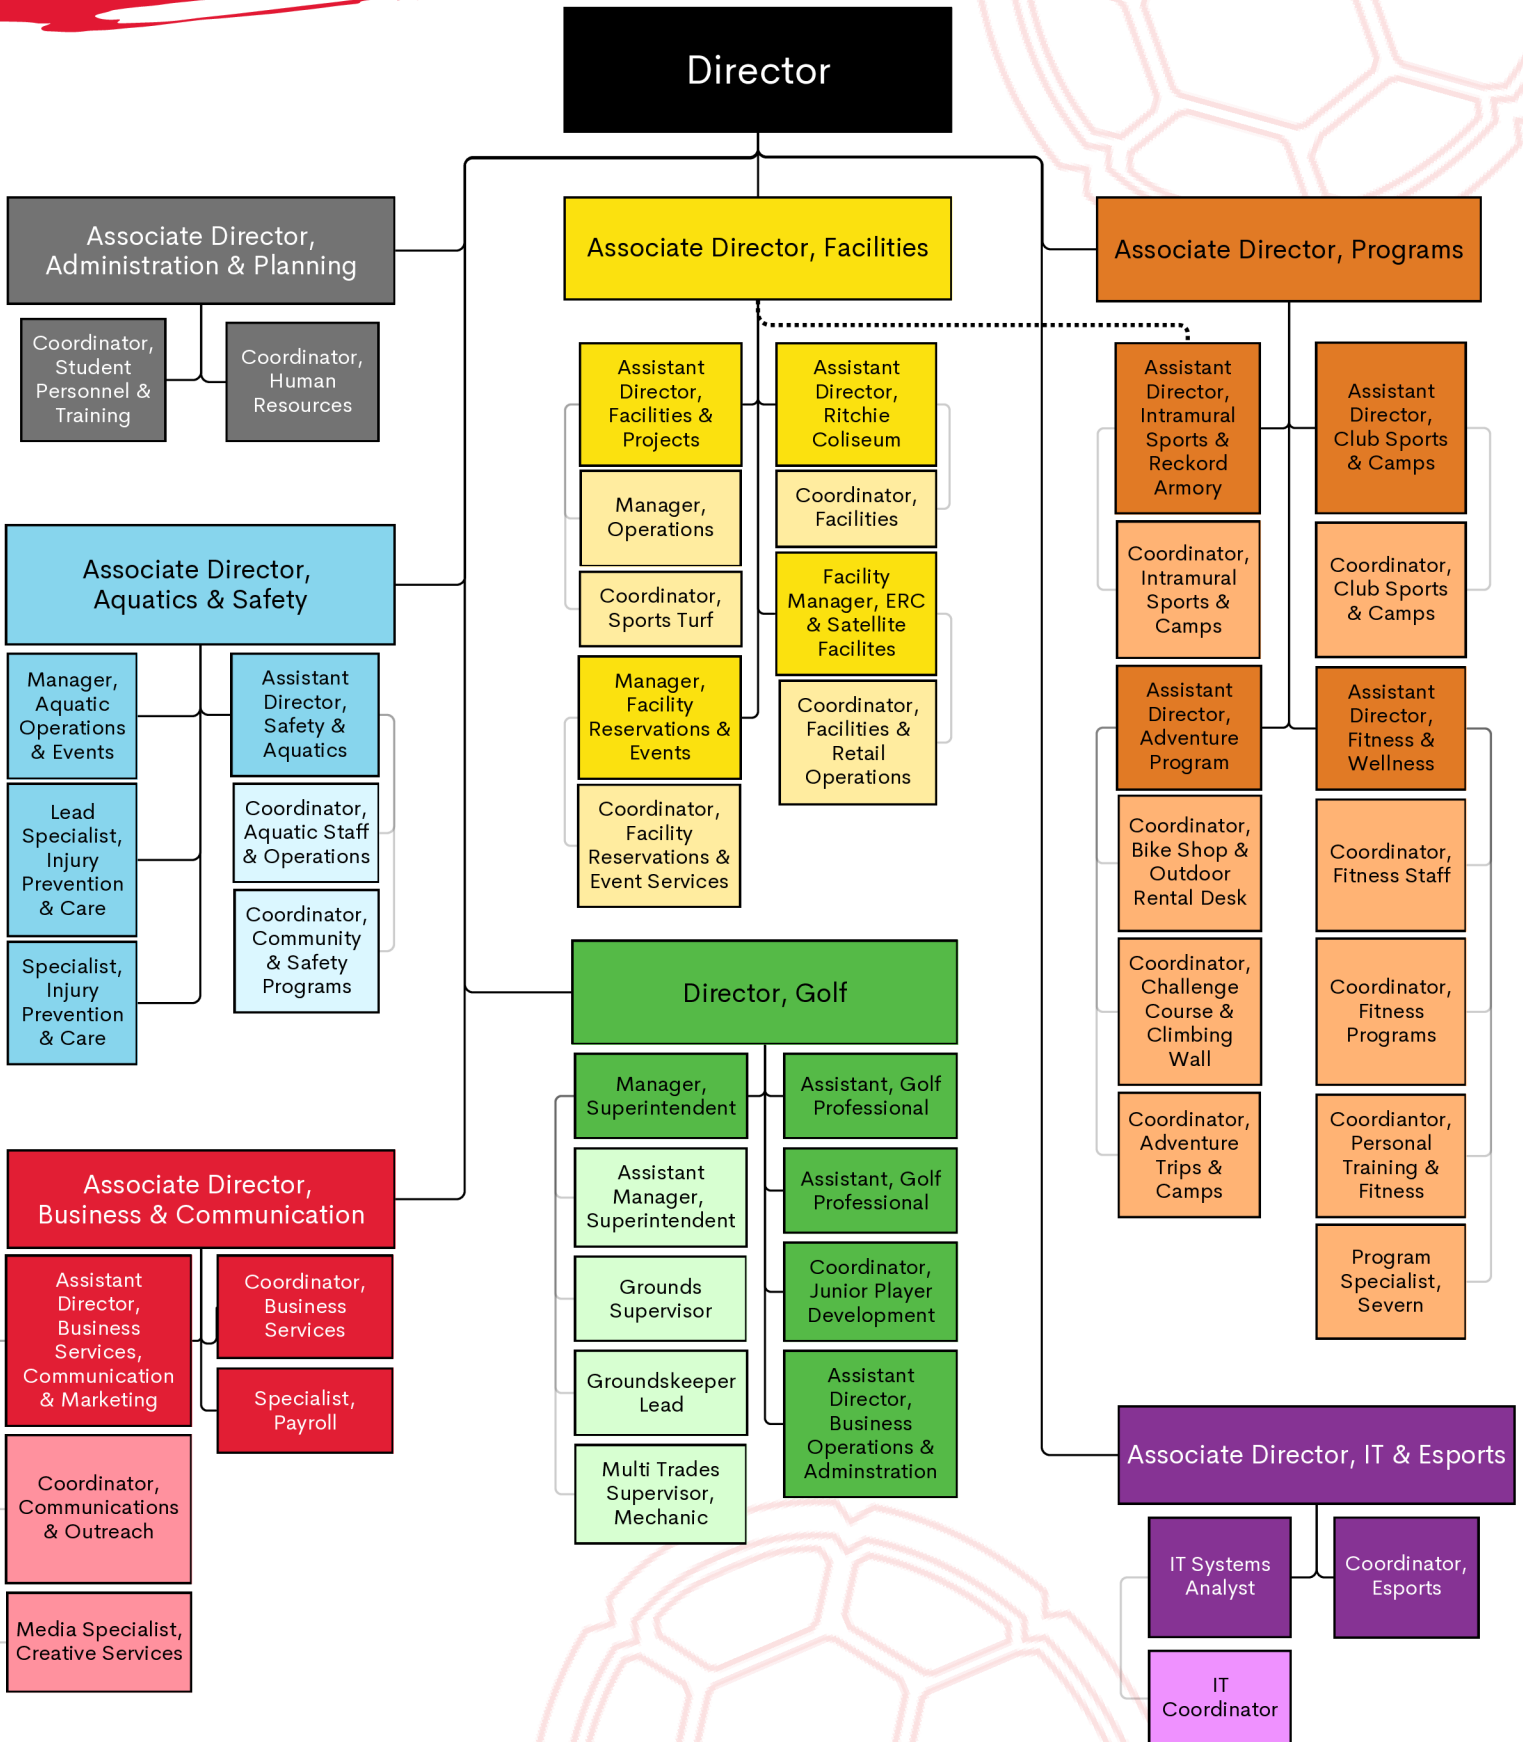 Director
Associate Director,
Administration & Planning
Coordinator,
Student
Personnel &
Training
Coordinator,
Human
Resources
Associate Director,
Aquatics & Safety
Manager,
Aquatic
Operations
& Events
Lead
Specialist,
Injury
Prevention
& Care
Specialist,
Injury
Prevention
& Care
Assistant
Director,
Safety &
Aquatics
Coordinator,
Aquatic Staff
& Operations
Coordinator,
Community
& Safety
Programs
Associate Director,
Business & Communication
Assistant
Director,
Business
Services,
Communication
& Marketing
Coordinator,
Communications
& Outreach
Media Specialist,
Creative Services
Coordinator,
Business
Services
Specialist,
Payroll
Associate Director, Facilities
Assistant
Director,
Facilities &
Projects
Manager,
Operations
Coordinator,
Sports Turf
Manager,
Facility
Reservations &
Events
Coordinator,
Facility
Reservations &
Event Services
Assistant
Director,
Ritchie
Coliseum
Coordinator,
Facilities
Facility
Manager, ERC
& Satellite
Facilites
Coordinator,
Facilities &
Retail
Operations
Director, Golf
Manager,
Superintendent
Assistant
Manager,
Superintendent
Grounds
Supervisor
Groundskeeper
Lead
Multi Trades
Supervisor,
Mechanic
Assistant, Golf
Professional
Assistant, Golf
Professional
Coordinator,
Junior Player
Development
Assistant
Director,
Business
Operations &
Adminstration
Associate Director, Programs
Assistant
Director,
Intramural
Sports &
Reckord
Armory
Coordinator,
Intramural
Sports &
Camps
Assistant
Director,
Adventure
Program
Coordinator,
Bike Shop &
Outdoor
Rental Desk
Coordinator,
Challenge
Course &
Climbing
Wall
Coordinator,
Adventure
Trips &
Camps
Assistant
Director,
Club Sports
& Camps
Coordinator,
Club Sports
& Camps
Assistant
Director,
Fitness &
Wellness
Coordinator,
Fitness Staff
Coordinator,
Fitness
Programs
Coordiantor,
Personal
Training &
Fitness
Program
Specialist,
Severn
Associate Director, IT & Esports
IT Systems
Analyst
IT
Coordinator
Coordinator,
Esports